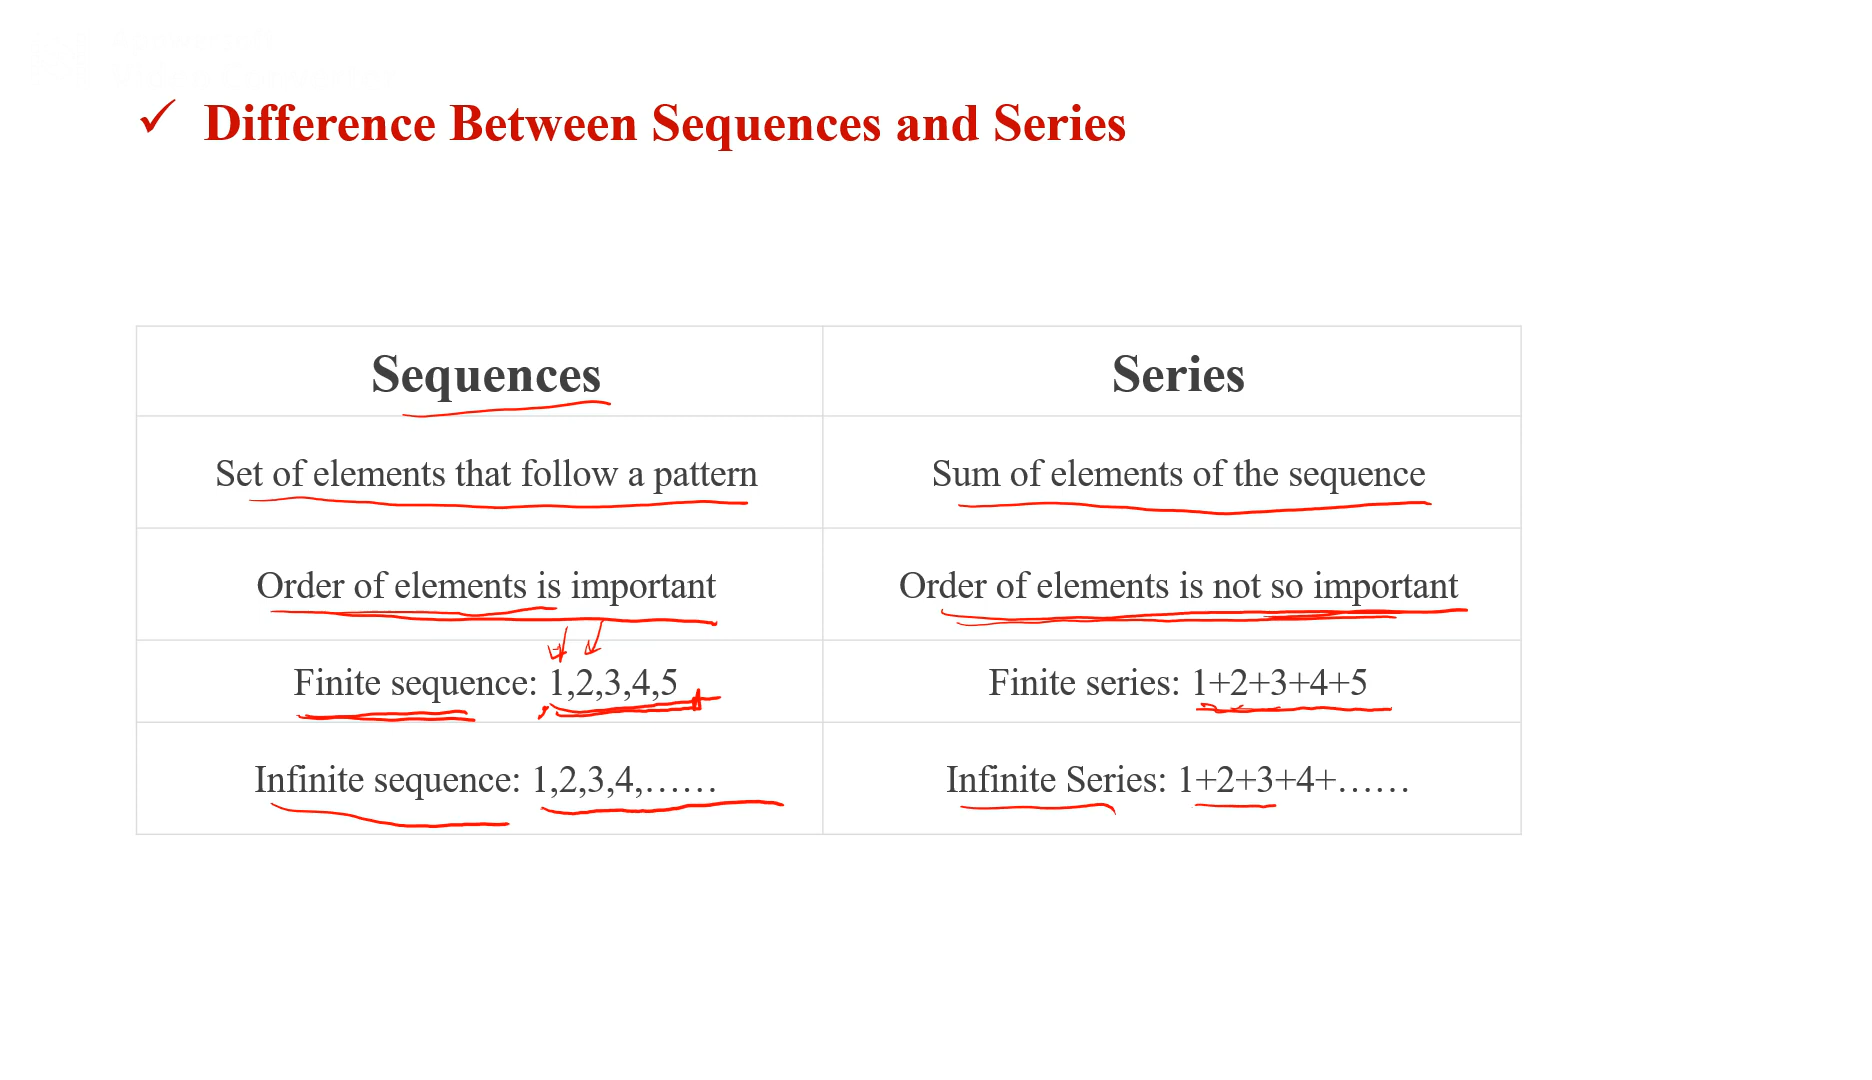 ✓ Difference Between Sequences and Series
Sequences
Series
Set of elements that follow a pattern
Sum of elements of the sequence
Order of elements is important
Order of elements is not so important
Finite sequence: 1,2,3,4,5
Finite series: 1+2+3+4+5
Infinite sequence: 1,2,3,4,......
Infinite Series: 1+2+3+4+......